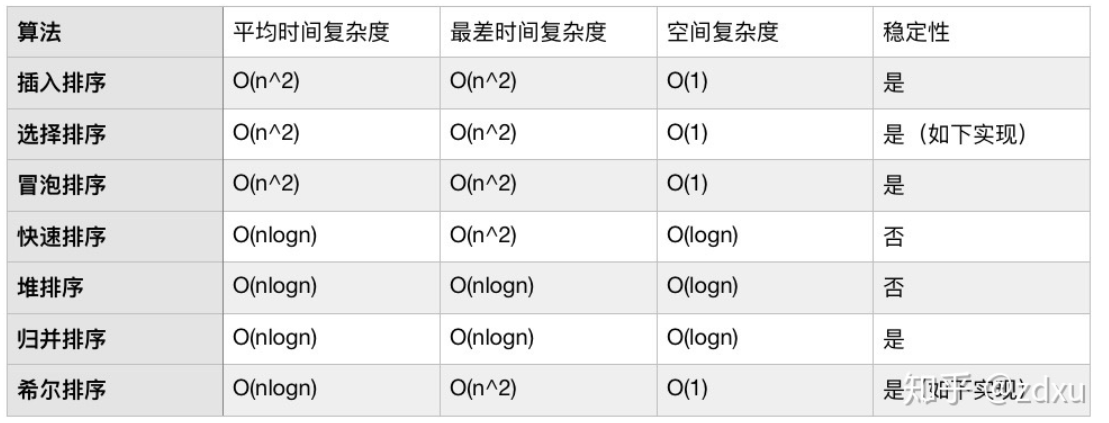 算法 平均时间复杂度 最差时间复杂度 空间复杂度 稳定性
插入排序 O(n^2) O(n^2) O(1) 是
选择排序 O(n^2) O(n^2) O(1) 是（如下实现）
冒泡排序 O(n^2) O(n^2) O(1) 是
快速排序 O(nlogn) O(n^2) O(logn) 否
堆排序 O(nlogn) O(nlogn) O(logn) 否
归并排序 O(nlogn) O(nlogn) O(logn) 是
希尔排序 O(nlogn) O(n^2) O(1) 是（如下实现）
知乎 @zdxu